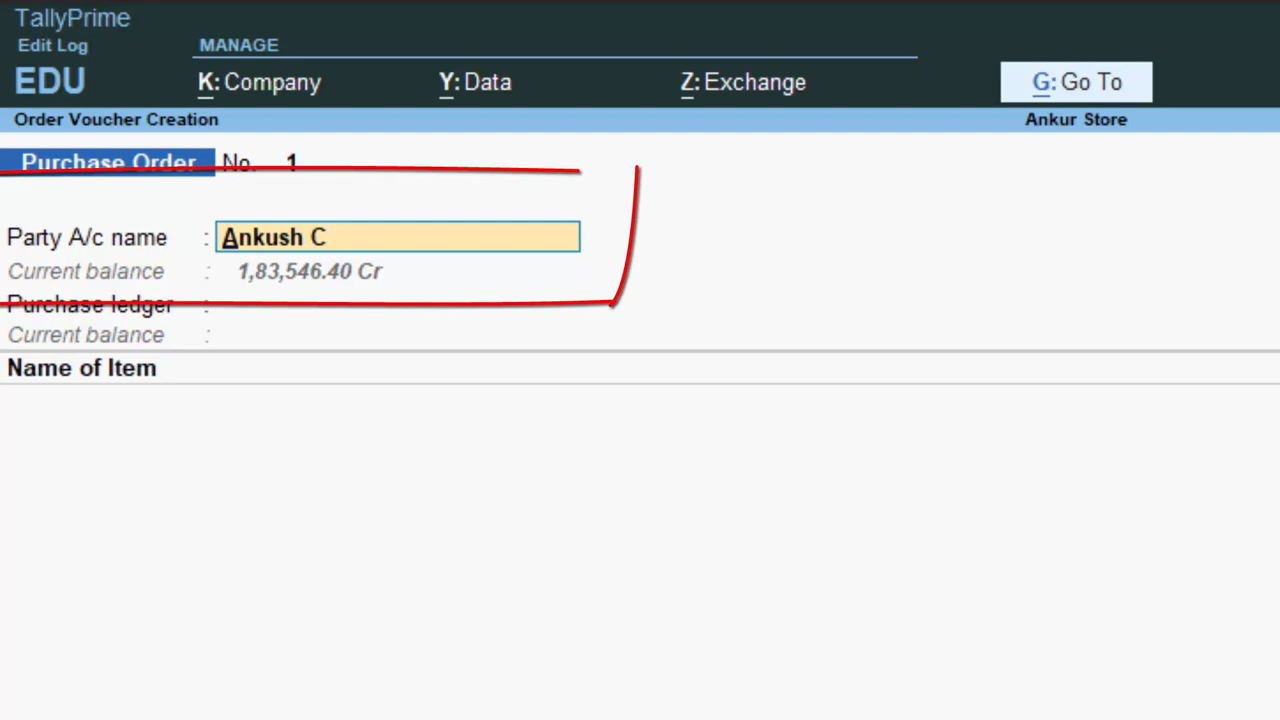 TallyPrime
Edit Log
EDU
MANAGE
K: Company
Y: Data
Z: Exchange
G: Go To
Order Voucher Creation
Ankur Store
Purchase Order No. 1
Party A/c name : Ankush C
Current balance : 1,83,546.40 Cr
Purchase ledger :
Current balance :
Name of Item